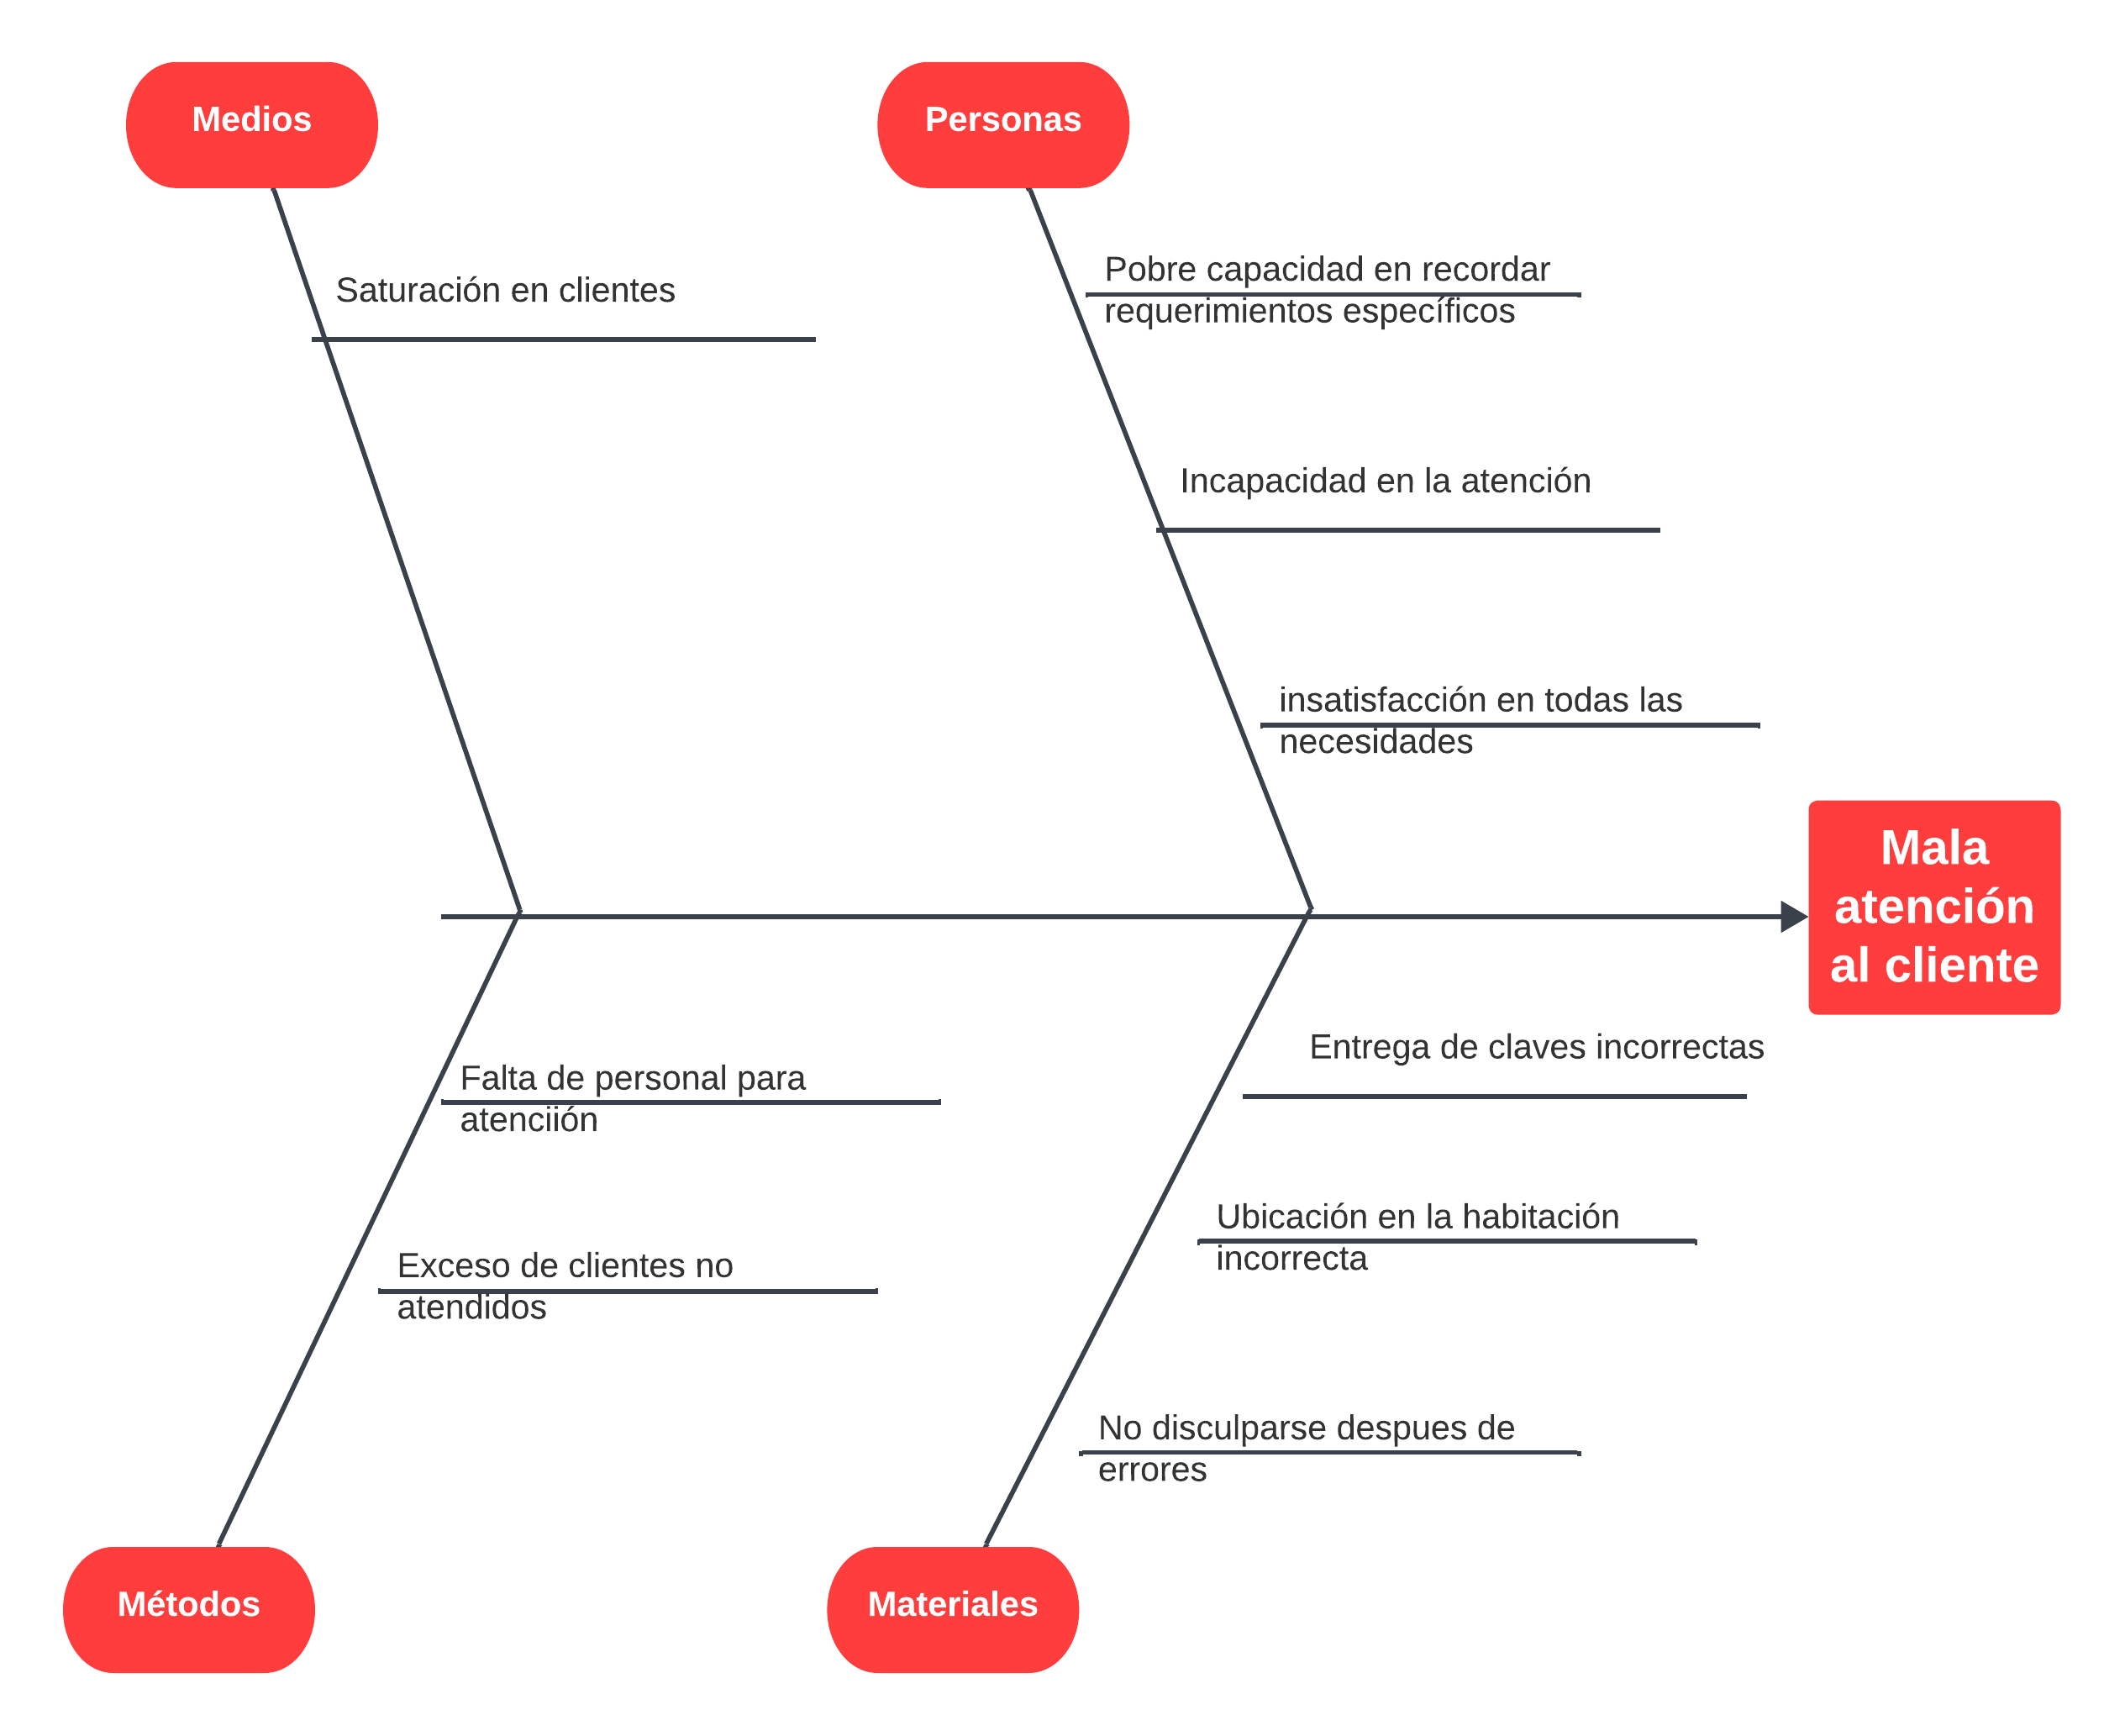 Medios
Personas
Saturación en clientes
Pobre capacidad en recordar
requerimientos específicos
Incapacidad en la atención
insatisfacción en todas las
necesidades
Mala
atención
al cliente
Falta de personal para
atenciión
Exceso de clientes no
atendidos
Entrega de claves incorrectas
Ubicación en la habitación
incorrecta
No disculparse despues de
errores
Métodos
Materiales